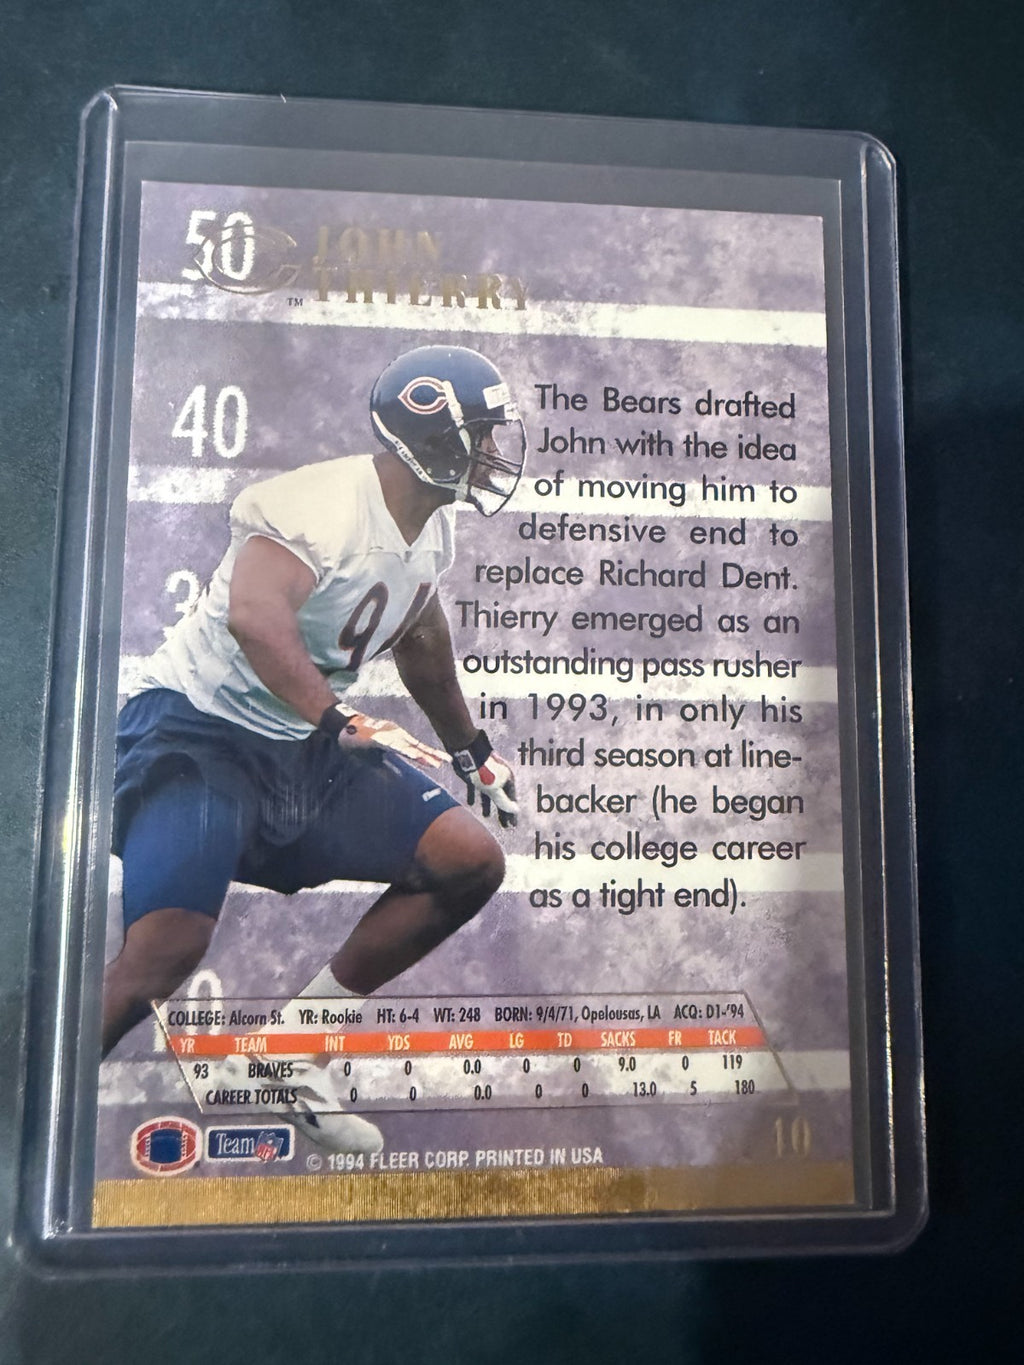 50
JOHN
THIERRY
TM
40
The Bears drafted
John with the idea
of moving him to
defensive end to
replace Richard Dent.
Thierry emerged as an
outstanding pass rusher
in 1993, in only his
third season at line-
backer (he began
his college career
as a tight end).
COLLEGE: Alcorn St. YR: Rookie HT: 6-4 WT: 248 BORN: 9/4/71, Opelousas, LA ACQ: D1-'94
YR TEAM INT YDS AVG LG TD SACKS FR TACK
93 BRAVES 0 0 0.0 0 0 9.0 0 119
CAREER TOTALS 0 0 0.0 0 0 13.0 5 180
10
Team NFL
© 1994 FLEER CORP. PRINTED IN USA